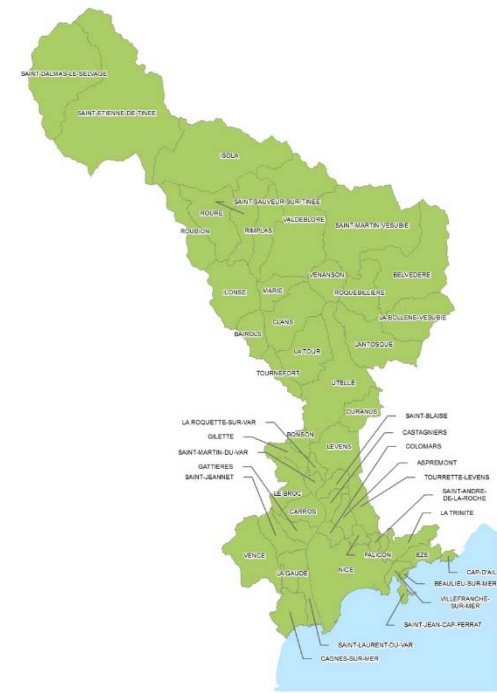 SAINT-DALMAS-LE-SELVAGE
SAINT-ETIENNE-DE-TINEE
ISOLA
SAINT-SAUVEUR-SUR-TINEE
ROURE
VALDEBLORE
SAINT-MARTIN-VESUBIE
ROUBION
RIMPLAS
VENANSON
BELVEDERE
ILONSE
MARIE
ROQUEBILLIERE
LA BOLLENE-VESUBIE
CLANS
BAIROLS
LANTOSQUE
LA TOUR
TOURNEFORT
UTELLE
DURANUS
LA ROQUETTE-SUR-VAR
SAINT-BLAISE
GILETTE
BONSON
CASTAGNIERS
LEVENS
COLOMARS
SAINT-MARTIN-DU-VAR
ASPREMONT
GATTIERES
TOURRETTE-LEVENS
SAINT-JEANNET
SAINT-ANDRE-
DE-LA-ROCHE
LE BROC
CARROS
LA TRINITE
VENCE
FALICON
EZE
LA GAUDE
NICE
CAP-D'AIL
BEAULIEU-SUR-MER
VILLEFRANCHE-
SUR-MER
SAINT-JEAN-CAP-FERRAT
SAINT-LAURENT-DU-VAR
CAGNES-SUR-MER